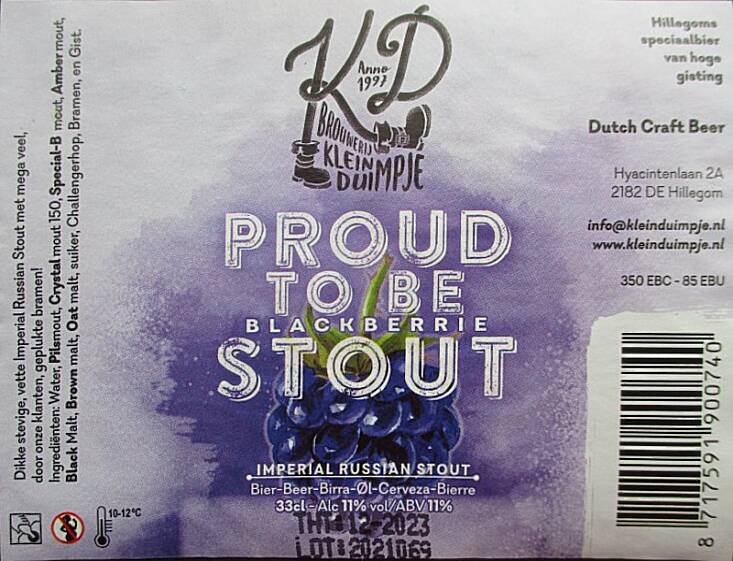 Dikke stevige, vette Imperial Russian Stout met mega veel,
door onze klanten, geplukte bramen!
Ingrediënten: Water, Pilsmout, Crystal mout 150, Special-B mout, Amber mout,
Black Malt, Brown malt, Oat malt, suiker, Challengerhop, Bramen, en Gist.
10-12°C
KD
Anno
1997
BROUWERIJ
KLEIN
DUIMPJE
PROUD
TO BE
BLACKBERRIE
STOUT
IMPERIAL RUSSIAN STOUT
Bier-Beer-Birra-Øl-Cerveza-Bierre
33cl - Alc 11% vol/ABV 11%
THT: 12-2023
LOT: 2021069
Hillegoms
speciaalbier
van hoge
gisting
Dutch Craft Beer
Hyacintenlaan 2A
2182 DE Hillegom
info@kleinduimpje.nl
www.kleinduimpje.nl
350 EBC - 85 EBU
8 717591 900740